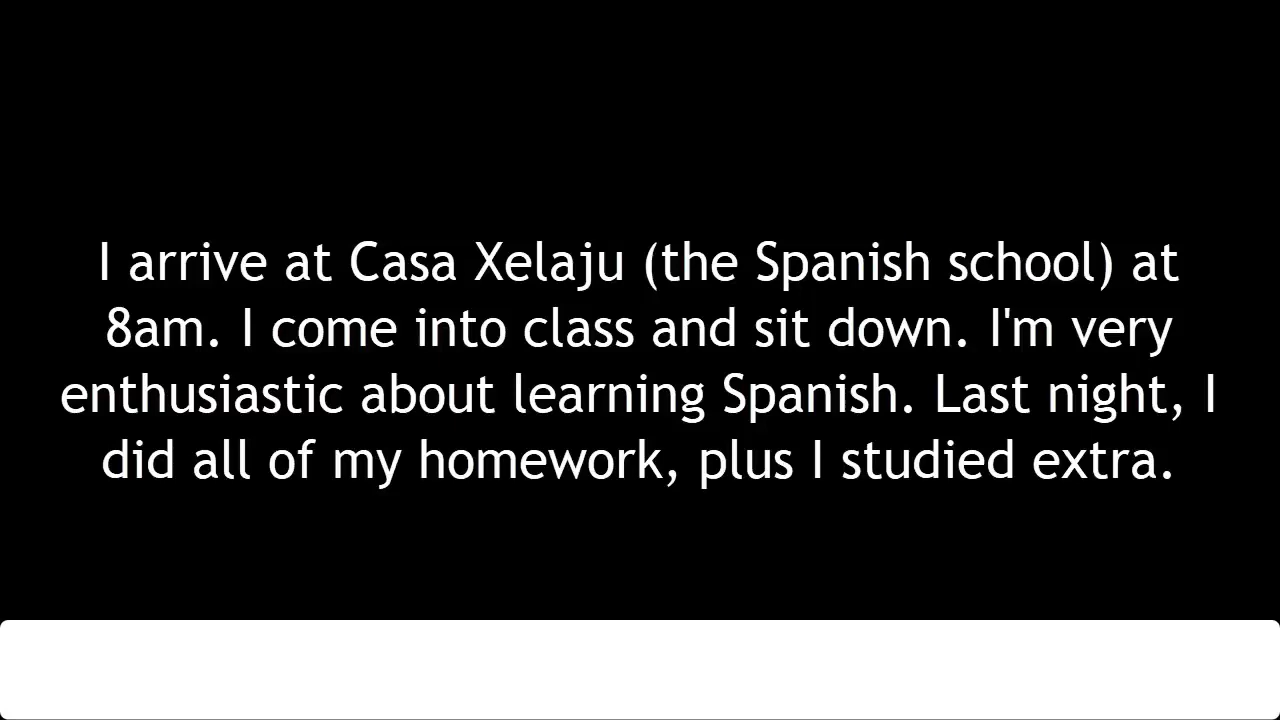 I arrive at Casa Xelaju (the Spanish school) at
8am. I come into class and sit down. I'm very
enthusiastic about learning Spanish. Last night, I
did all of my homework, plus I studied extra.